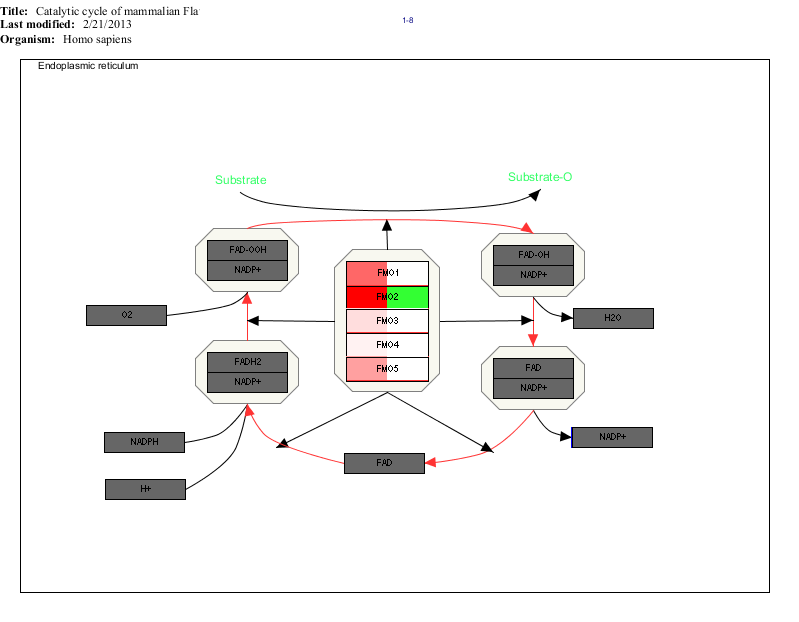 Title: Catalytic cycle of mammalian Fla
Last modified: 2/21/2013
Organism: Homo sapiens
1-8
Endoplasmic reticulum
Substrate
Substrate-O
FAD-OOH
NADP+
FAD-OH
NADP+
FMO1
FMO2
FMO3
FMO4
FMO5
O2
H2O
FADH2
NADP+
FAD
NADP+
NADPH
NADP+
FAD
H+